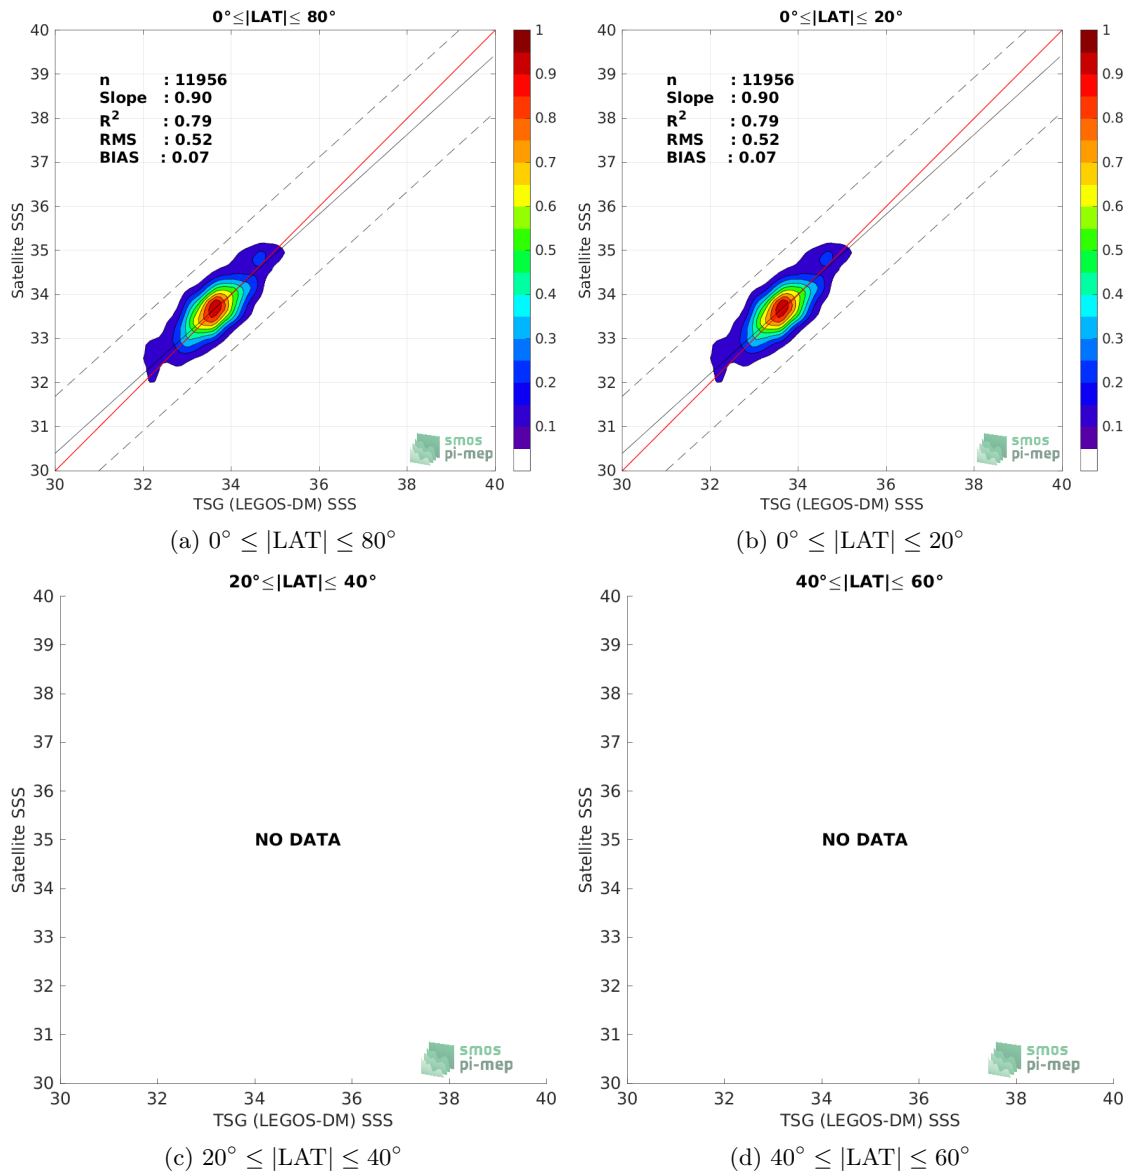 0°≤|LAT|≤ 80°
40
39
38
37
36
35
34
33
32
31
30
30 32 34 36 38 40
Satellite SSS
TSG (LEGOS-DM) SSS
n : 11956
Slope : 0.90
R² : 0.79
RMS : 0.52
BIAS : 0.07
1
0.9
0.8
0.7
0.6
0.5
0.4
0.3
0.2
0.1
smos
pi-mep
(a) 0° ≤ |LAT| ≤ 80°
0°≤|LAT|≤ 20°
40
39
38
37
36
35
34
33
32
31
30
30 32 34 36 38 40
Satellite SSS
TSG (LEGOS-DM) SSS
n : 11956
Slope : 0.90
R² : 0.79
RMS : 0.52
BIAS : 0.07
1
0.9
0.8
0.7
0.6
0.5
0.4
0.3
0.2
0.1
smos
pi-mep
(b) 0° ≤ |LAT| ≤ 20°
20°≤|LAT|≤ 40°
40
39
38
37
36
35
34
33
32
31
30
30 32 34 36 38 40
Satellite SSS
TSG (LEGOS-DM) SSS
NO DATA
smos
pi-mep
(c) 20° ≤ |LAT| ≤ 40°
40°≤|LAT|≤ 60°
40
39
38
37
36
35
34
33
32
31
30
30 32 34 36 38 40
Satellite SSS
TSG (LEGOS-DM) SSS
NO DATA
smos
pi-mep
(d) 40° ≤ |LAT| ≤ 60°